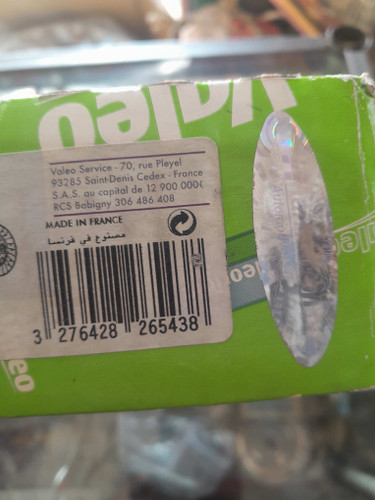 Valeo
Valeo Service - 70, rue Pleyel
93285 Saint-Denis Cedex - France
S.A.S. au capital de 12 900 000€
RCS Bobigny 306 486 408
MADE IN FRANCE
مصنوع في فرنسا
3 276428 265438